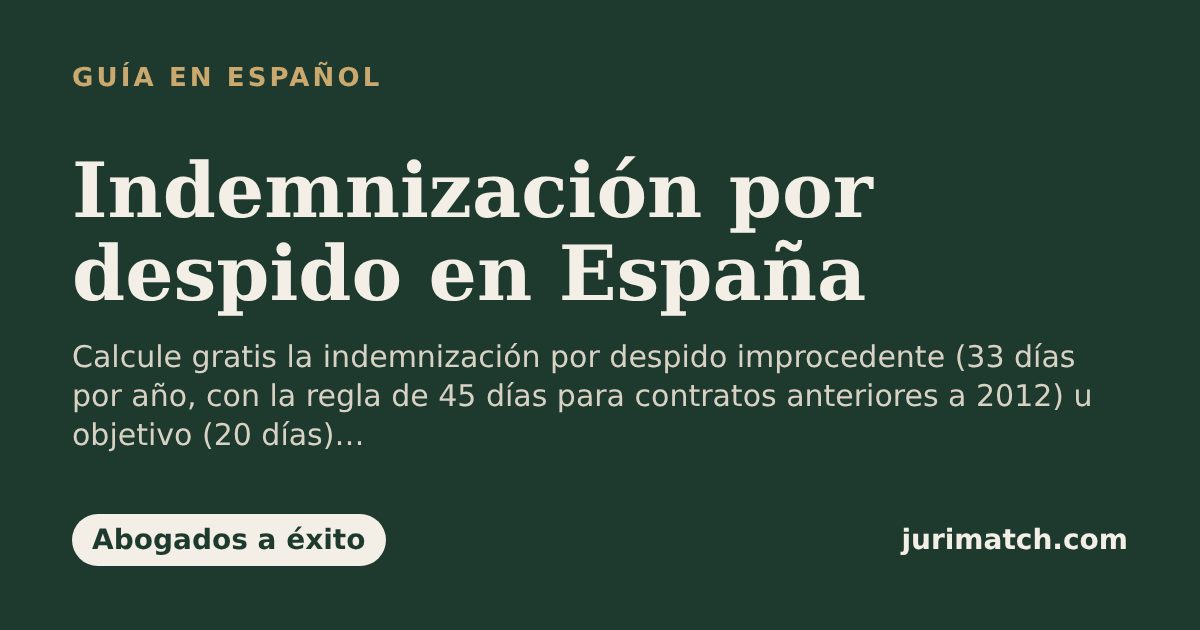 GUÍA EN ESPAÑOL
Indemnización por
despido en España
Calcule gratis la indemnización por despido improcedente (33 días
por año, con la regla de 45 días para contratos anteriores a 2012) u
objetivo (20 días)…
Abogados a éxito
jurimatch.com